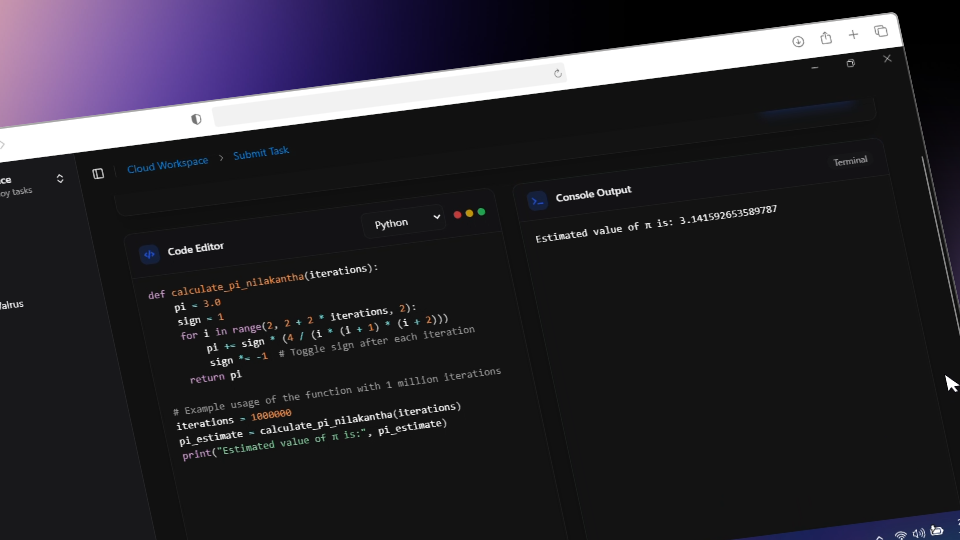 Cloud Workspace > Submit Task
ce
oy tasks
alrus
Code Editor
Python
def calculate_pi_nilakantha(iterations):
pi = 3.0
sign = 1
for i in range(2, 2 + 2 * iterations, 2):
pi += sign * (4 / (i * (i + 1) * (i + 2)))
sign *= -1 # Toggle sign after each iteration
return pi
# Example usage of the function with 1 million iterations
iterations = 1000000
pi_estimate = calculate_pi_nilakantha(iterations)
print("Estimated value of π is:", pi_estimate)
Console Output
Terminal
Estimated value of π is: 3.141592653589787